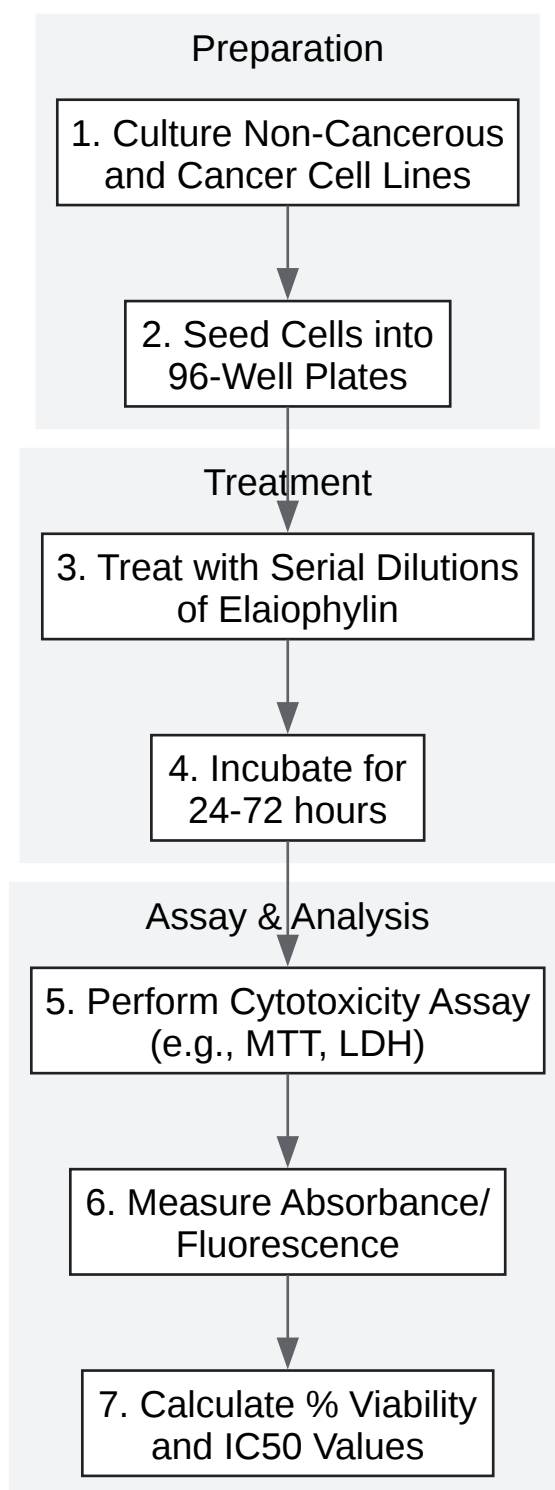 Preparation
1. Culture Non-Cancerous
and Cancer Cell Lines
2. Seed Cells into
96-Well Plates
Treatment
3. Treat with Serial Dilutions
of Elaiophylin
4. Incubate for
24-72 hours
Assay & Analysis
5. Perform Cytotoxicity Assay
(e.g., MTT, LDH)
6. Measure Absorbance/
Fluorescence
7. Calculate % Viability
and IC50 Values